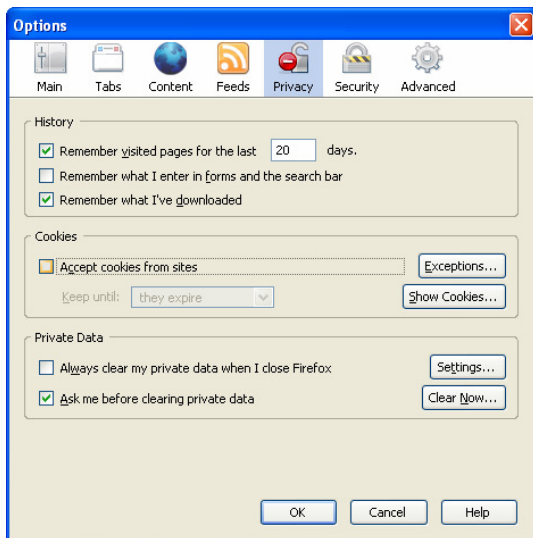 Options
Main Tabs Content Feeds Privacy Security Advanced
History
Remember visited pages for the last 20 days.
Remember what I enter in forms and the search bar
Remember what I've downloaded
Cookies
Accept cookies from sites Exceptions...
Keep until: they expire Show Cookies...
Private Data
Always clear my private data when I close Firefox Settings...
Ask me before clearing private data Clear Now...
OK Cancel Help